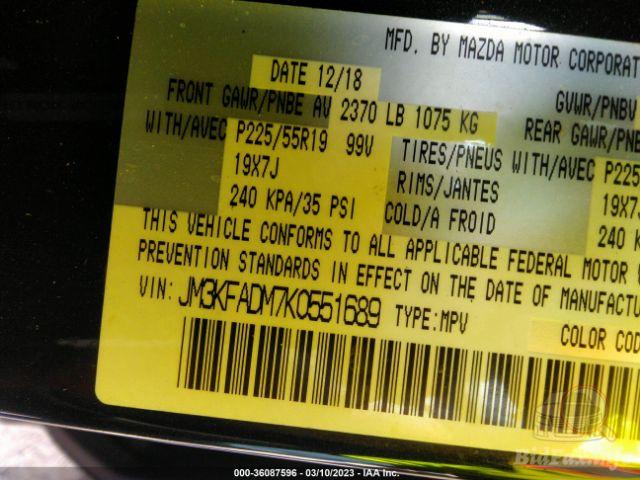 MFD. BY MAZDA MOTOR CORPORAT
DATE 12/18
GVWR/PNBV
FRONT GAWR/PNBE AV 2370 LB 1075 KG
REAR GAWR/PNB
WITH/AVEC P225/55R19 99V
TIRES/PNEUS WITH/AVEC P225
19X7J
RIMS/JANTES
19X7
240 KPA/35 PSI
COLD/A FROID
240 K
THIS VEHICLE CONFORMS TO ALL APPLICABLE FEDERAL MOTOR
PREVENTION STANDARDS IN EFFECT ON THE DATE OF MANUFACTU
VIN: JM3KFADM7K0551689 TYPE:MPV
COLOR COD
BidFamily
000-36087596 — 03/10/2023 — IAA Inc.